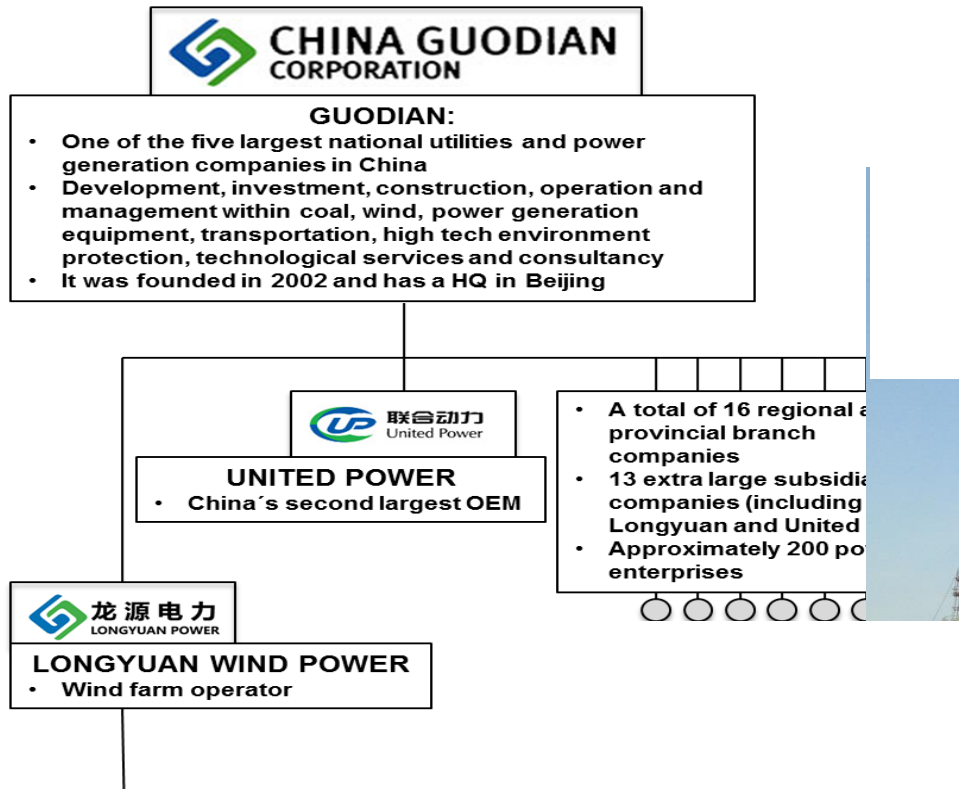 CHINA GUODIAN
CORPORATION
GUODIAN:
• One of the five largest national utilities and power
generation companies in China
• Development, investment, construction, operation and
management within coal, wind, power generation
equipment, transportation, high tech environment
protection, technological services and consultancy
• It was founded in 2002 and has a HQ in Beijing
联合动力
United Power
UNITED POWER
• China´s second largest OEM
• A total of 16 regional
provincial branch
companies
• 13 extra large
companies (including
Longyuan and United
• Approximately 200
enterprises
龙源电力
LONGYUAN POWER
LONGYUAN WIND POWER
• Wind farm operator